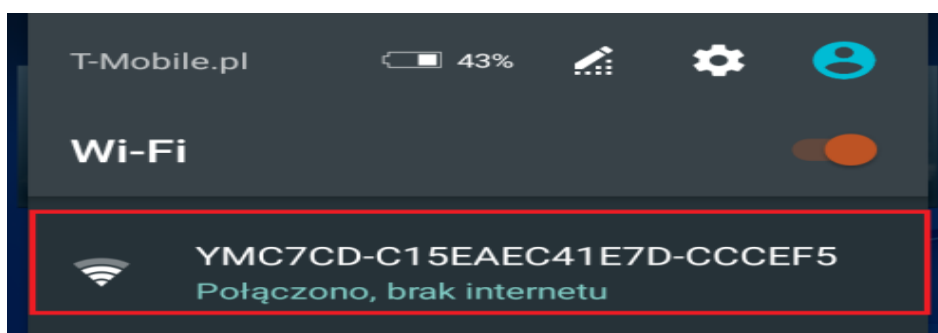 T-Mobile.pl 43%
Wi-Fi
YMC7CD-C15EAEC41E7D-CCCEF5
Połączono, brak internetu